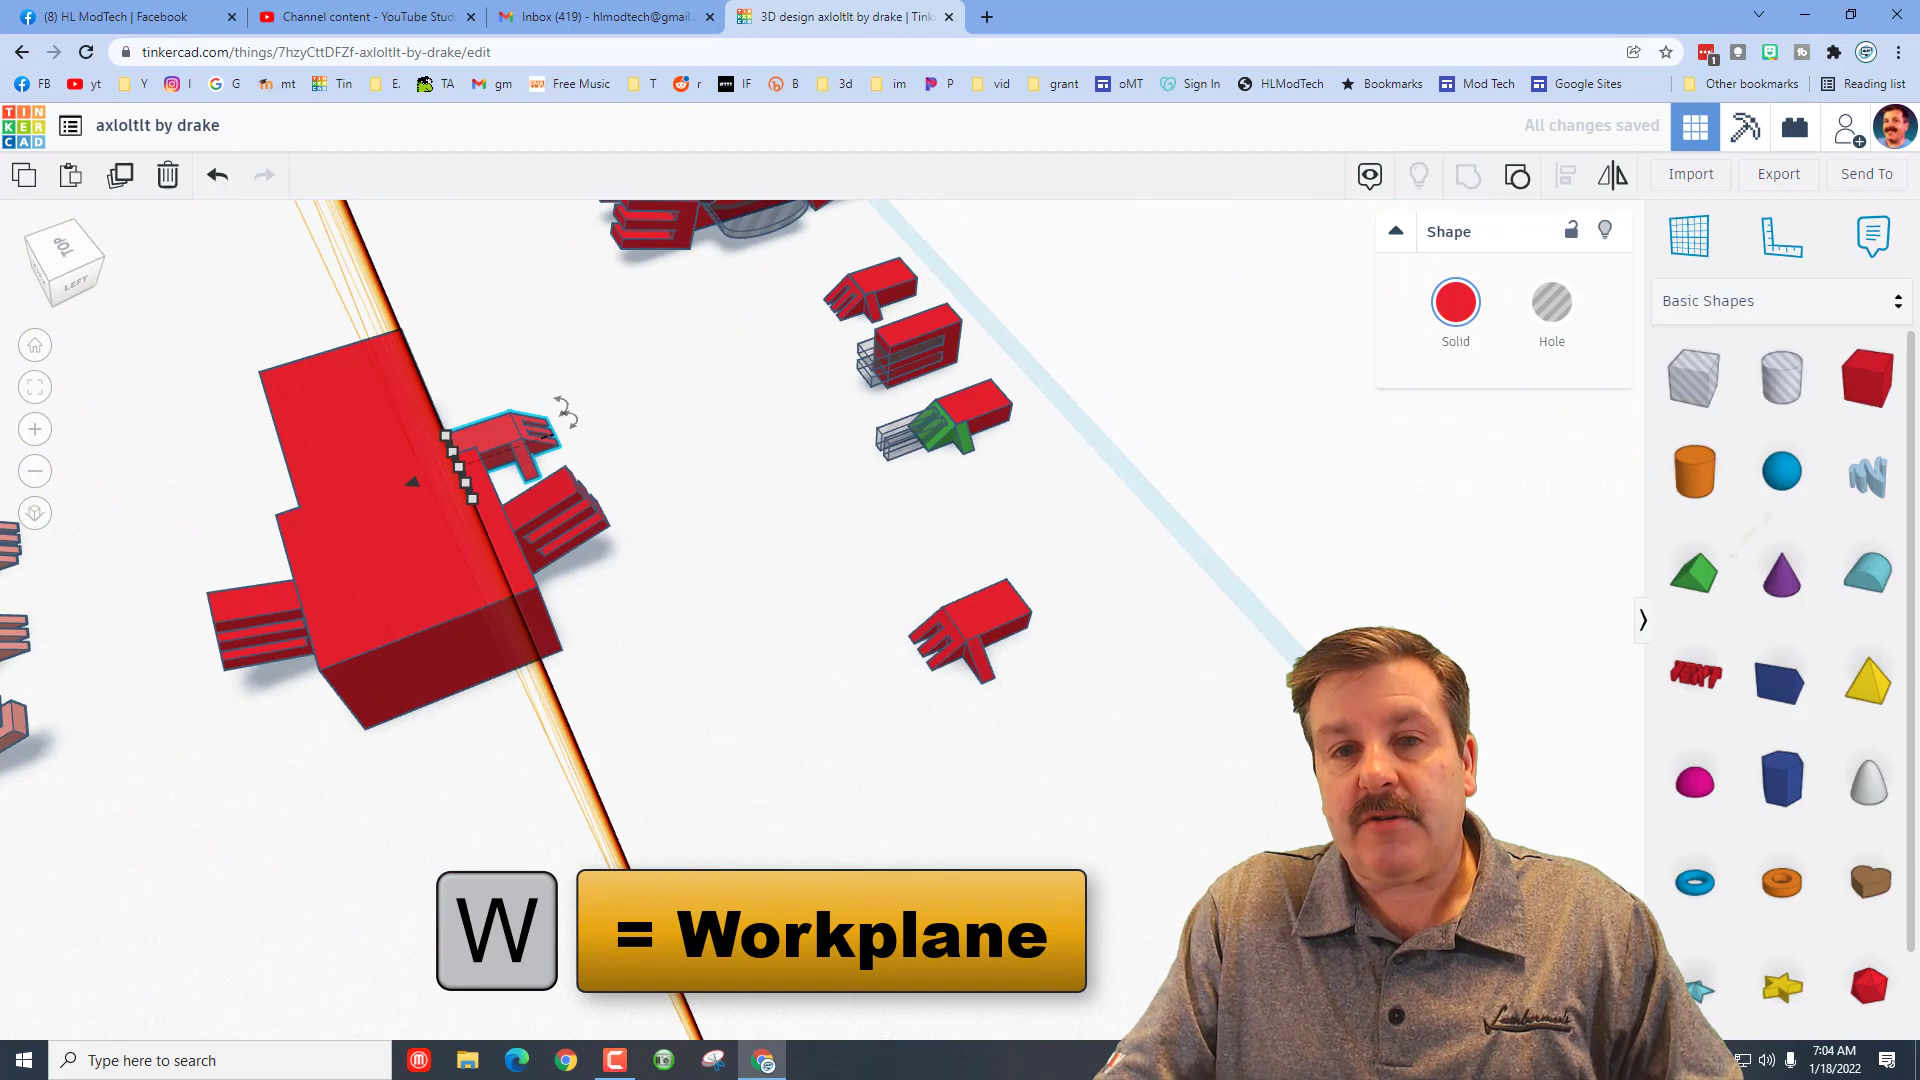 (8) HL ModTech | Facebook
Channel content - YouTube Stud
Inbox (419) - hlmodtech@gmail.
3D design axloltlt by drake | Tink
tinkercad.com/things/7hzyCttDFZf-axloltlt-by-drake/edit
1
FB yt Y I G mt Tin E. TA gm Free Music T r IF B 3d im P vid grant oMT Sign In HLModTech Bookmarks Mod Tech Google Sites Other bookmarks Reading list
TIN
KER
CAD
axloltlt by drake
All changes saved
Import
Export
Send To
TOP
LEFT
Shape
Solid
Hole
Basic Shapes
TEXT
W
= Workplane
Lumbermen's
Type here to search
7:04 AM
1/18/2022